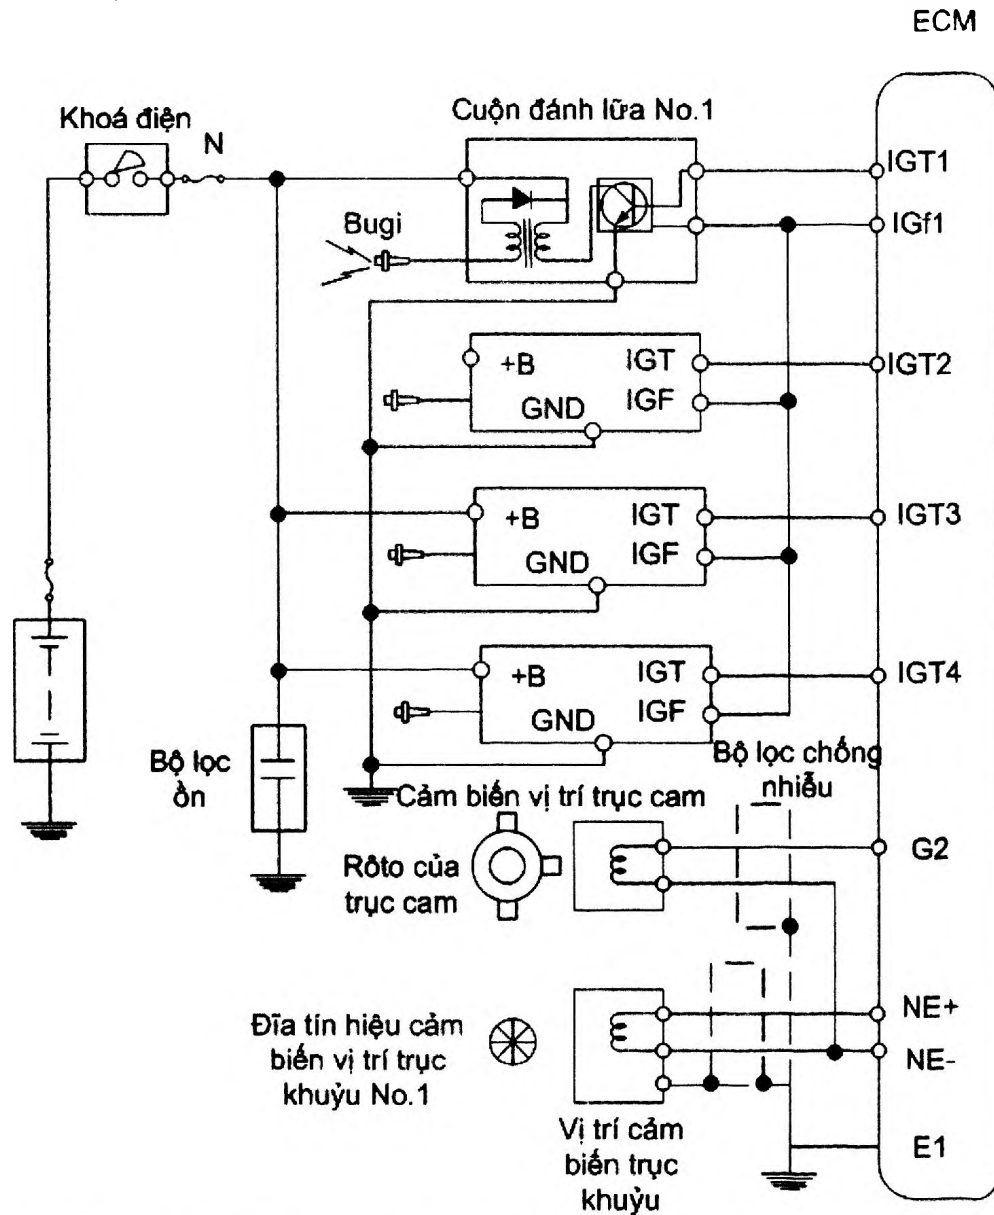 ECM
Khoá điện
N
Cuộn đánh lửa No.1
IGT1
Bugi
IGf1
+B
IGT
IGT2
IGF
GND
+B
IGT
IGT3
IGF
GND
+B
IGT
IGT4
IGF
GND
Bộ lọc
ồn
Bộ lọc chống
nhiễu
Cảm biến vị trí trục cam
G2
Rôto của
trục cam
NE+
Đĩa tín hiệu cảm
biến vị trí trục
khuỷu No.1
NE-
Vị trí cảm
biến trục
khuỷu
E1